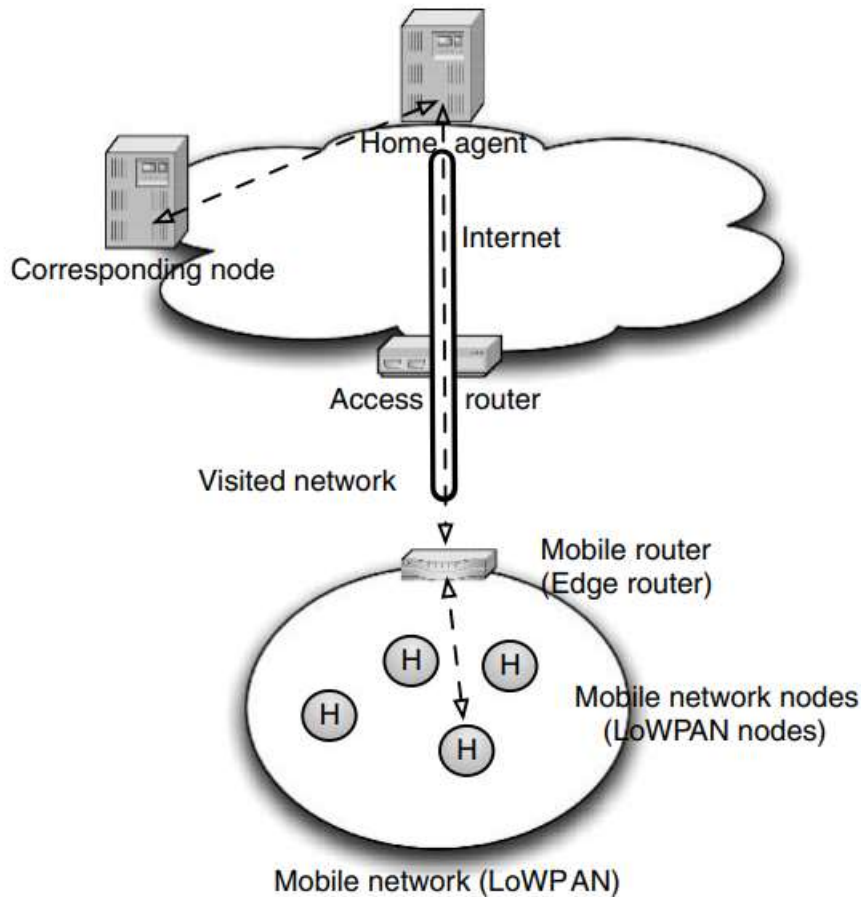 Home agent
Internet
Corresponding node
Access router
Visited network
Mobile router
(Edge router)
H
H
H
H
Mobile network nodes
(LoWPAN nodes)
Mobile network (LoWPAN)